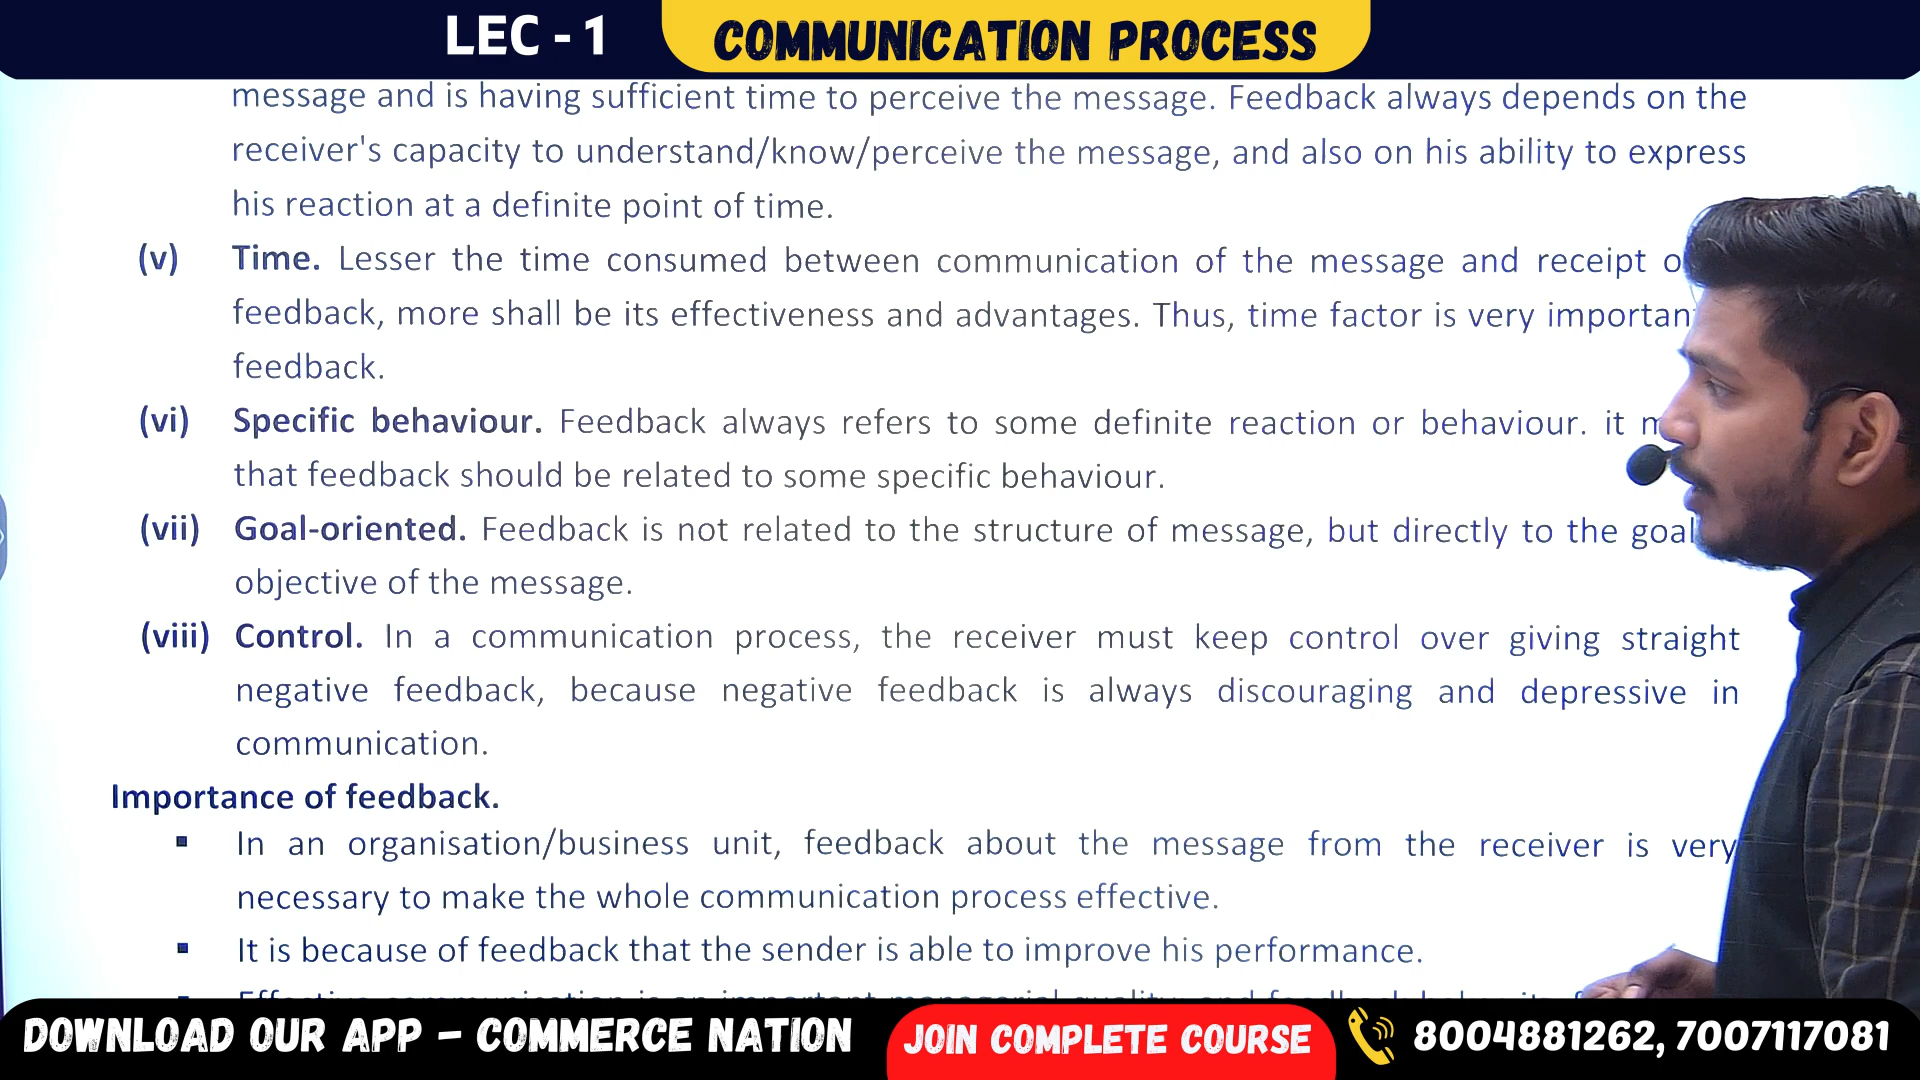 LEC - 1
COMMUNICATION PROCESS
message and is having sufficient time to perceive the message. Feedback always depends on the
receiver's capacity to understand/know/perceive the message, and also on his ability to express
his reaction at a definite point of time.
(v) Time. Lesser the time consumed between communication of the message and receipt
feedback, more shall be its effectiveness and advantages. Thus, time factor is very
feedback.
(vi) Specific behaviour. Feedback always refers to some definite reaction or behaviour. it
that feedback should be related to some specific behaviour.
(vii) Goal-oriented. Feedback is not related to the structure of message, but directly to the goal
objective of the message.
(viii) Control. In a communication process, the receiver must keep control over giving straight
negative feedback, because negative feedback is always discouraging and depressive in
communication.
Importance of feedback.
▪ In an organisation/business unit, feedback about the message from the receiver is very
necessary to make the whole communication process effective.
▪ It is because of feedback that the sender is able to improve his performance.
DOWNLOAD OUR APP – COMMERCE NATION
JOIN COMPLETE COURSE
8004881262, 7007117081